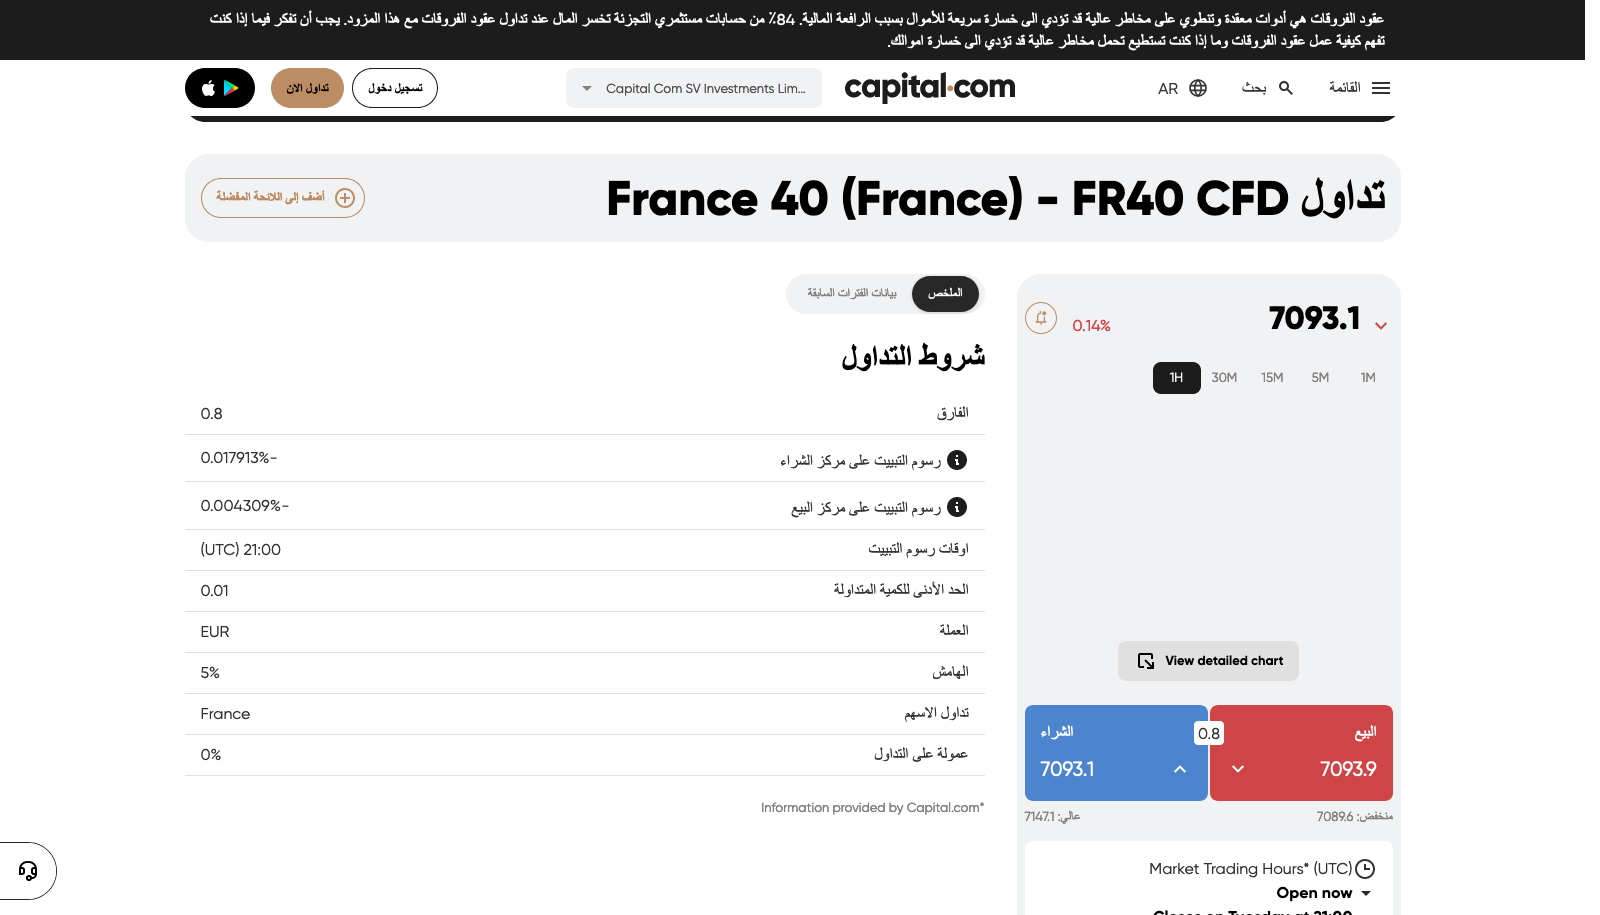 عقود الفروقات هي أدوات معقدة وتنطوي على مخاطر عالية قد تؤدي الى خسارة سريعة للأموال بسبب الرافعة المالية. 84٪ من حسابات مستثمري التجزئة تخسر المال عند تداول عقود الفروقات مع هذا المزود. يجب أن تفكر فيما إذا كنت
تفهم كيفية عمل عقود الفروقات وما إذا كنت تستطيع تحمل مخاطر عالية قد تؤدي الى خسارة اموالك.
القائمة
بحث
AR
capital.com
Capital Com SV Investments Lim...
تسجيل دخول
تداول الان
تداول France 40 (France) - FR40 CFD
أضف إلى اللائحة المفضلة
7093.1
0.14%
1M
5M
15M
30M
1H
View detailed chart
البيع
7093.9
0.8
الشراء
7093.1
منخفض: 7089.6
عالي: 7147.1
Market Trading Hours* (UTC)
Open now
Closes on Tuesday at 21:00
الملخص
بيانات الفترات السابقة
شروط التداول
الفارق 0.8
رسوم التبييت على مركز الشراء 0.017913%-
رسوم التبييت على مركز البيع 0.004309%-
اوقات رسوم التبييت (UTC) 21:00
الحد الأدنى للكمية المتداولة 0.01
العملة EUR
الهامش 5%
تداول الاسهم France
عمولة على التداول 0%
Information provided by Capital.com*